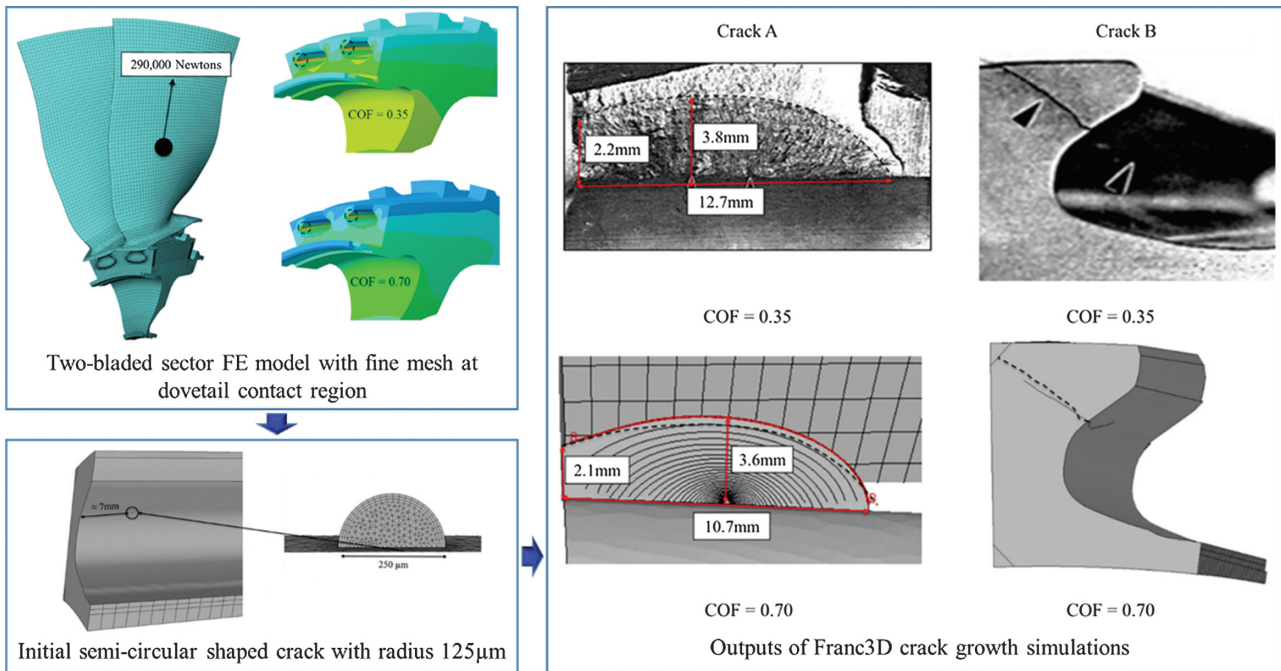 290,000 Newtons
COF = 0.35
COF = 0.70
Two-bladed sector FE model with fine mesh at
dovetail contact region
≈ 7mm
250 µm
Initial semi-circular shaped crack with radius 125µm
Crack A
Crack B
2.2mm
3.8mm
12.7mm
COF = 0.35
COF = 0.35
2.1mm
3.6mm
10.7mm
COF = 0.70
COF = 0.70
Outputs of Franc3D crack growth simulations